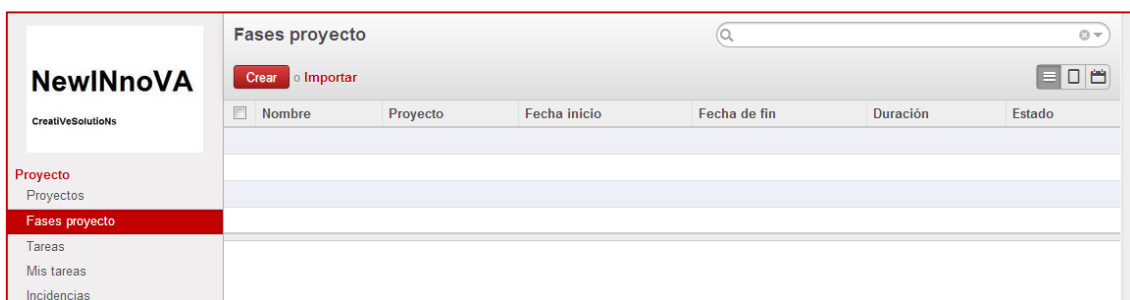 NewINnoVA
CreatiVeSolutioNs
Proyecto
Proyectos
Fases proyecto
Tareas
Mis tareas
Incidencias
Fases proyecto
Crear o Importar
Nombre Proyecto Fecha inicio Fecha de fin Duración Estado